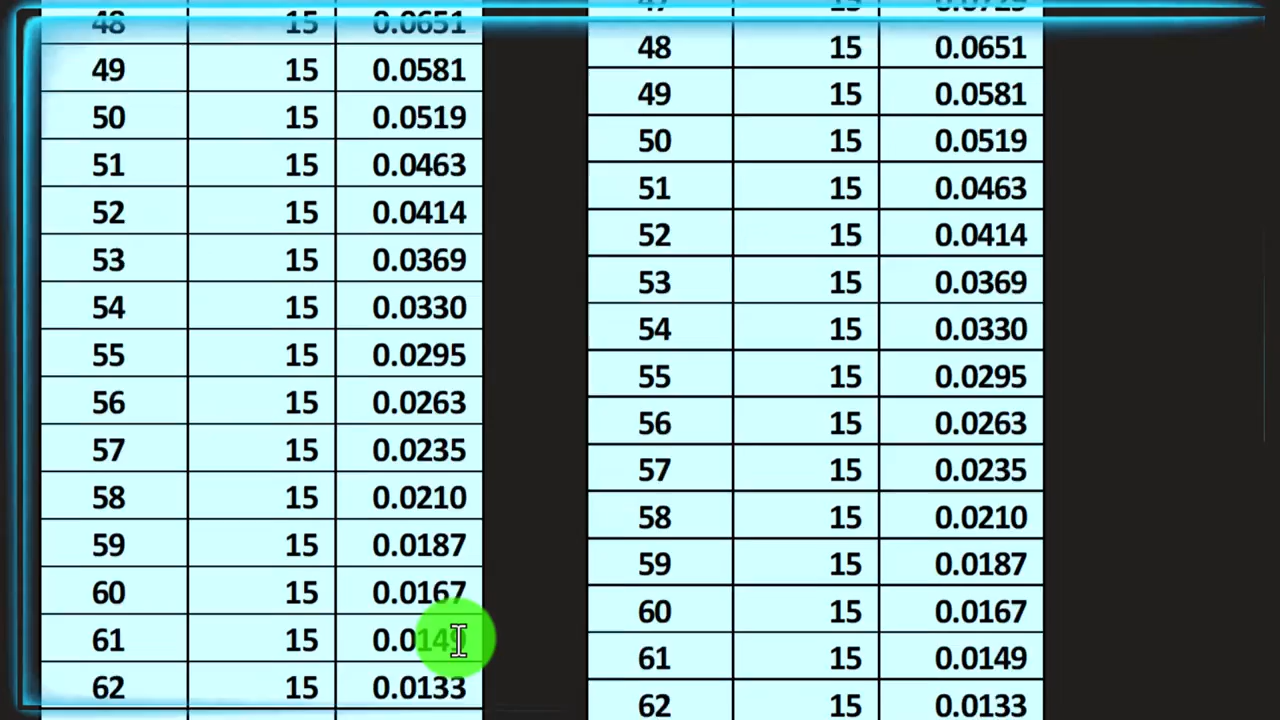 48 15 0.0651
49 15 0.0581
50 15 0.0519
51 15 0.0463
52 15 0.0414
53 15 0.0369
54 15 0.0330
55 15 0.0295
56 15 0.0263
57 15 0.0235
58 15 0.0210
59 15 0.0187
60 15 0.0167
61 15 0.0149
62 15 0.0133
48 15 0.0651
49 15 0.0581
50 15 0.0519
51 15 0.0463
52 15 0.0414
53 15 0.0369
54 15 0.0330
55 15 0.0295
56 15 0.0263
57 15 0.0235
58 15 0.0210
59 15 0.0187
60 15 0.0167
61 15 0.0149
62 15 0.0133